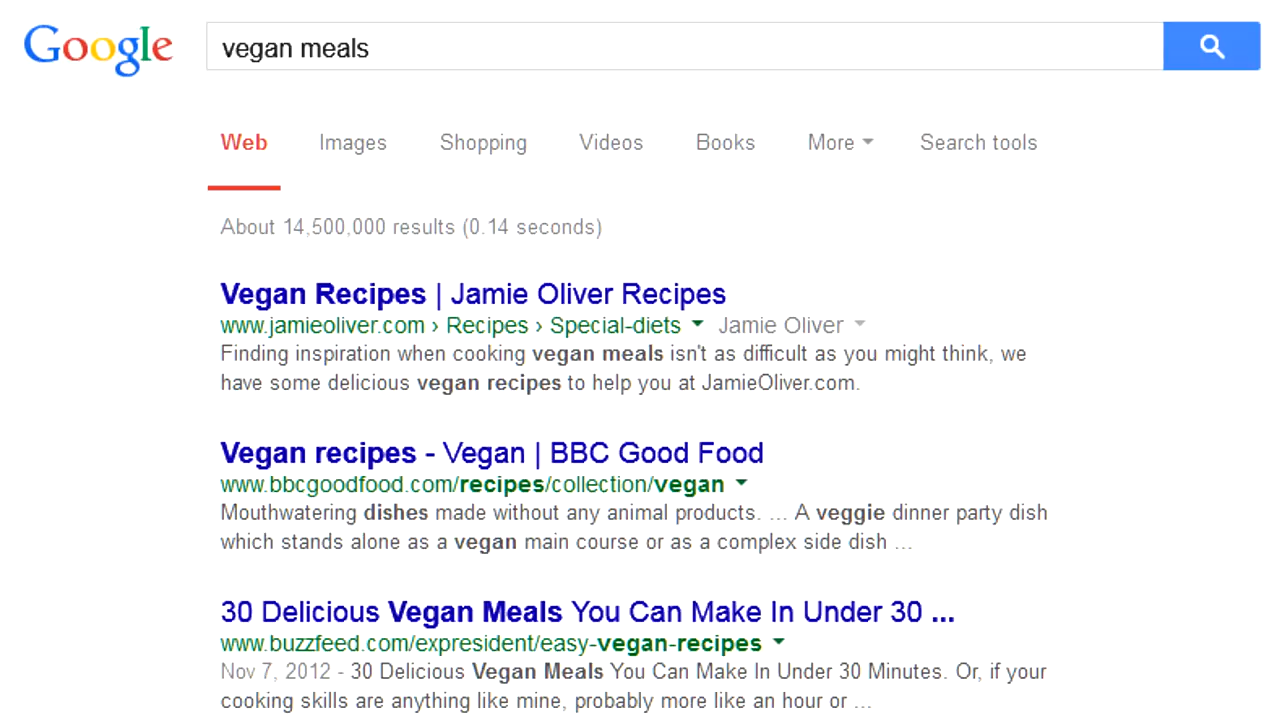 Google vegan meals
Web Images Shopping Videos Books More Search tools
About 14,500,000 results (0.14 seconds)
Vegan Recipes | Jamie Oliver Recipes
www.jamieoliver.com › Recipes › Special-diets Jamie Oliver
Finding inspiration when cooking vegan meals isn't as difficult as you might think, we
have some delicious vegan recipes to help you at JamieOliver.com.
Vegan recipes - Vegan | BBC Good Food
www.bbcgoodfood.com/recipes/collection/vegan
Mouthwatering dishes made without any animal products. ... A veggie dinner party dish
which stands alone as a vegan main course or as a complex side dish ...
30 Delicious Vegan Meals You Can Make In Under 30 ...
www.buzzfeed.com/expresident/easy-vegan-recipes
Nov 7, 2012 - 30 Delicious Vegan Meals You Can Make In Under 30 Minutes. Or, if your
cooking skills are anything like mine, probably more like an hour or ...